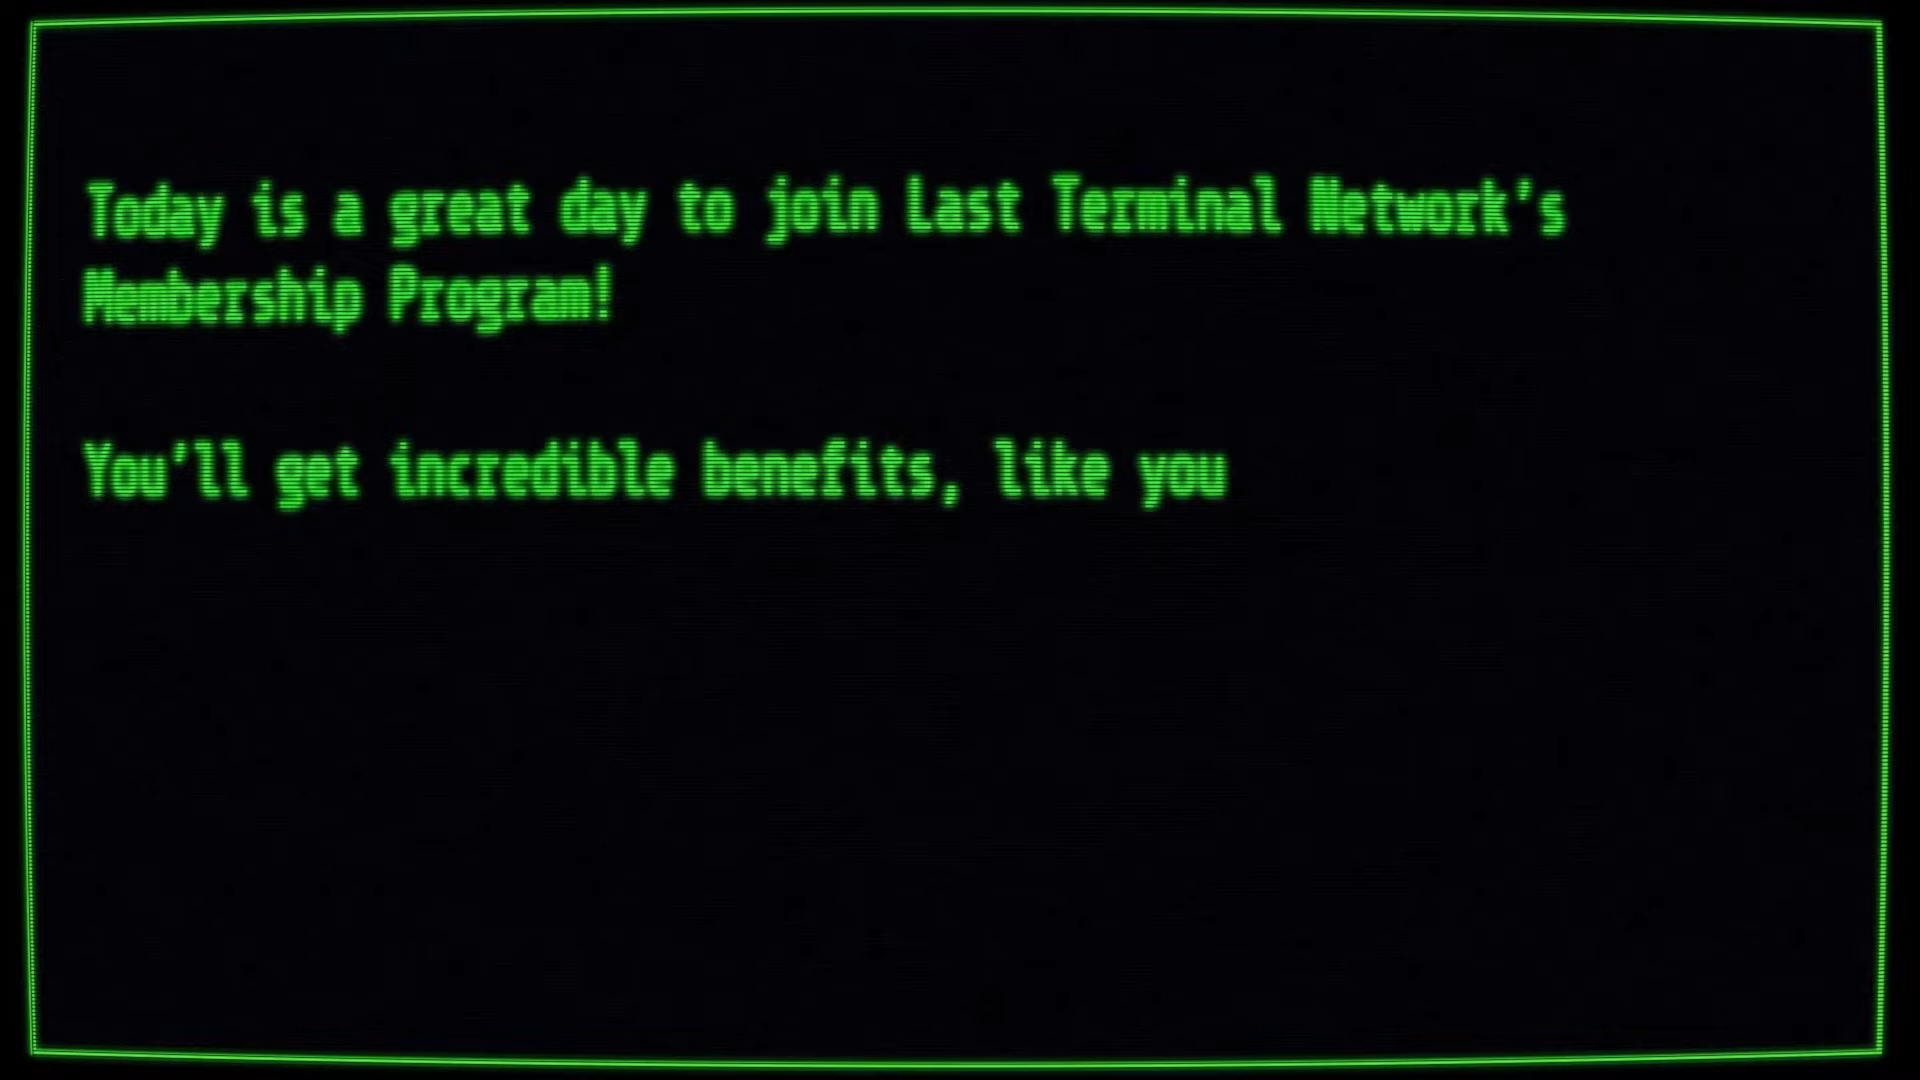 Today is a great day to join Last Terminal Network's
Membership Program!
You'll get incredible benefits, like you